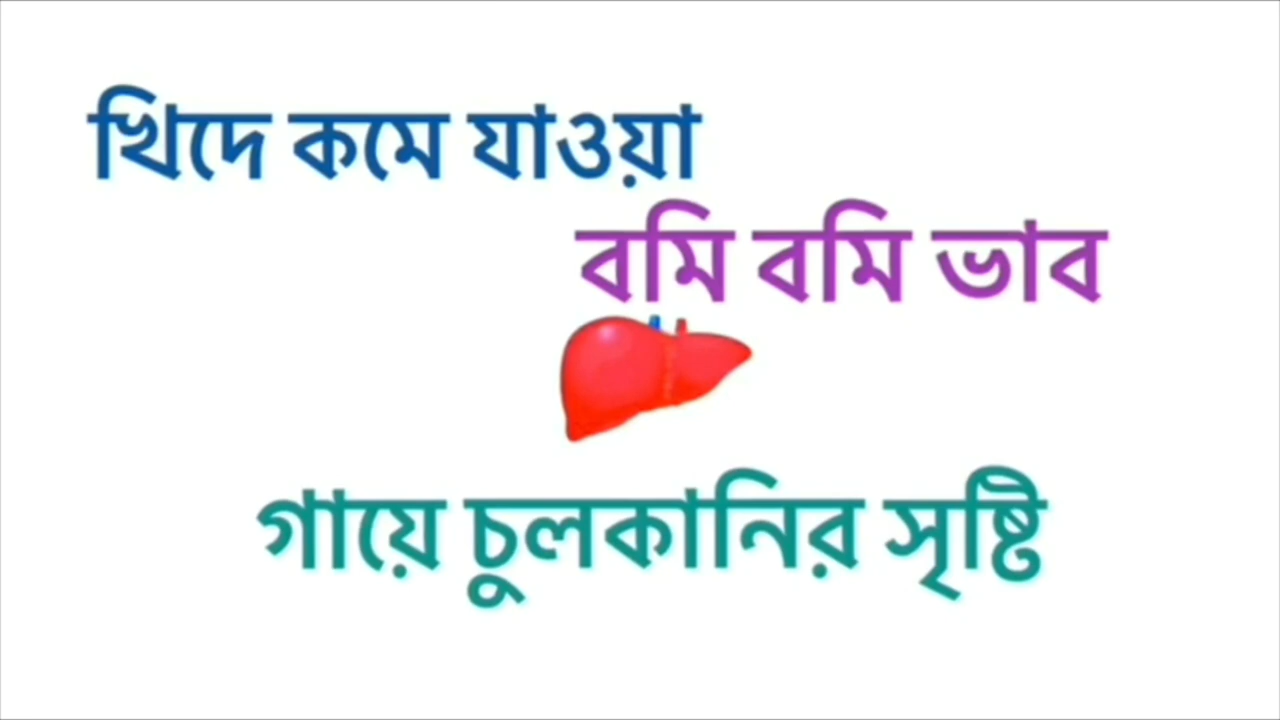 খিদে কমে যাওয়া
বমি বমি ভাব
গায়ে চুলকানির সৃষ্টি